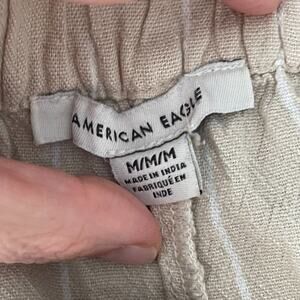 AMERICAN EAGLE
M/M/M
MADE IN INDIA
FABRIQUÉ EN
INDE